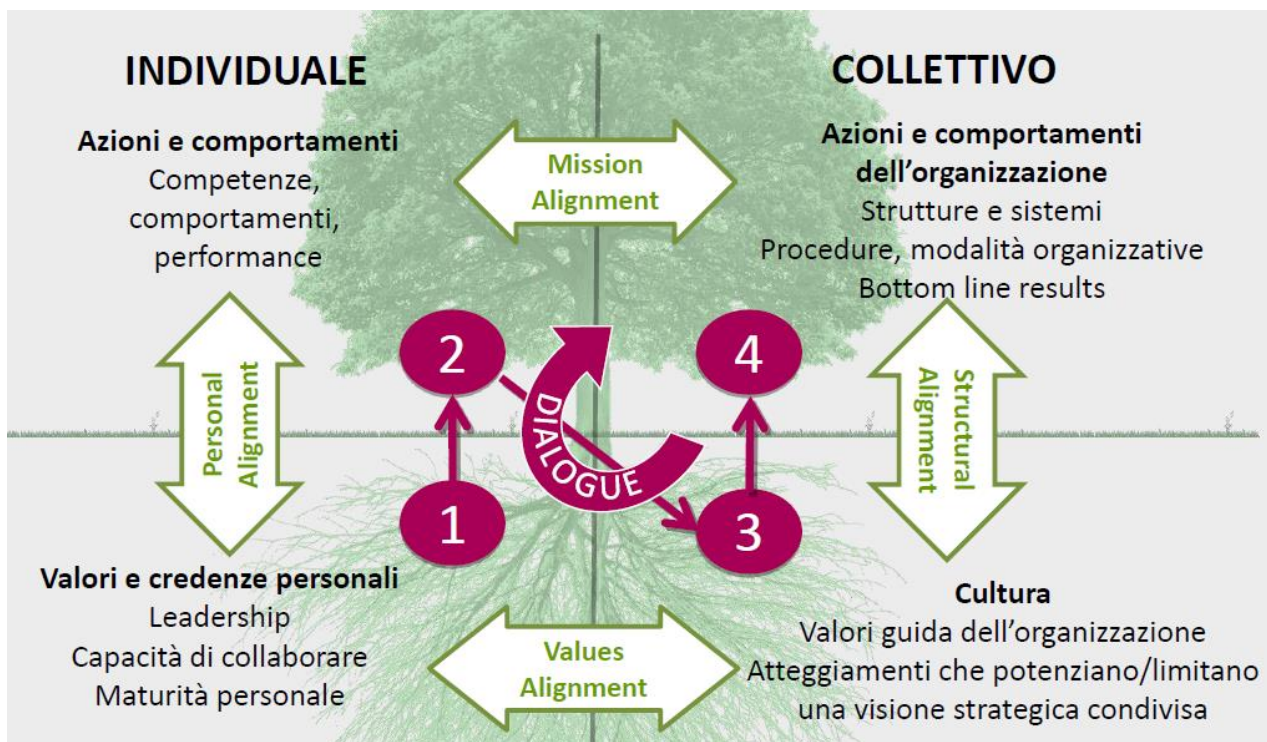 INDIVIDUALE
COLLETTIVO
Azioni e comportamenti
Competenze,
comportamenti,
performance
Mission
Alignment
Azioni e comportamenti
dell’organizzazione
Strutture e sistemi
Procedure, modalità organizzative
Bottom line results
Personal
Alignment
2
4
DIALOGUE
1
3
Structural
Alignment
Valori e credenze personali
Leadership
Capacità di collaborare
Maturità personale
Values
Alignment
Cultura
Valori guida dell’organizzazione
Atteggiamenti che potenziano/limitano
una visione strategica condivisa